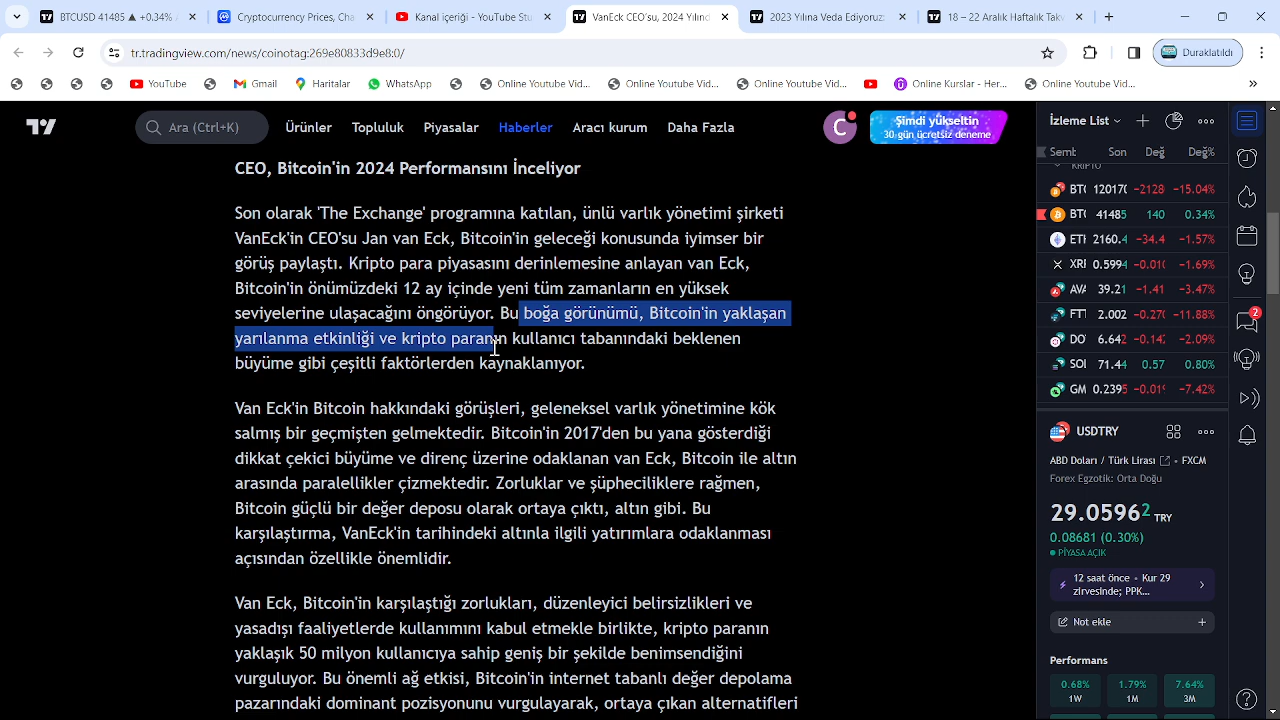 BTCUSD 41485 ▲ +0.34%
Cryptocurrency Prices, Cha
Kanal içeriği - YouTube Stu
VanEck CEO'su, 2024 Yılınd
2023 Yılına Veda Ediyoruz
18 – 22 Aralık Haftalık Tak
tr.tradingview.com/news/coinotag:269e80833d9e8:0/
Duraklatıldı
YouTube
Gmail
Haritalar
WhatsApp
Online Youtube Vid...
Online Youtube Vid...
Online Youtube Vid...
Online Kurslar - Her...
Online Youtube Vid...
Ara (Ctrl+K)
Ürünler
Topluluk
Piyasalar
Haberler
Aracı kurum
Daha Fazla
C
Şimdi yükseltin
30 gün ücretsiz deneme
CEO, Bitcoin'in 2024 Performansını İnceliyor
Son olarak 'The Exchange' programına katılan, ünlü varlık yönetimi şirketi
VanEck'in CEO'su Jan van Eck, Bitcoin'in geleceği konusunda iyimser bir
görüş paylaştı. Kripto para piyasasını derinlemesine anlayan van Eck,
Bitcoin'in önümüzdeki 12 ay içinde yeni tüm zamanların en yüksek
seviyelerine ulaşacağını öngörüyor. Bu boğa görünümü, Bitcoin'in yaklaşan
yarılanma etkinliği ve kripto paranın kullanıcı tabanındaki beklenen
büyüme gibi çeşitli faktörlerden kaynaklanıyor.
Van Eck'in Bitcoin hakkındaki görüşleri, geleneksel varlık yönetimine kök
salmış bir geçmişten gelmektedir. Bitcoin'in 2017'den bu yana gösterdiği
dikkat çekici büyüme ve direnç üzerine odaklanan van Eck, Bitcoin ile altın
arasında paralellikler çizmektedir. Zorluklar ve şüpheciliklere rağmen,
Bitcoin güçlü bir değer deposu olarak ortaya çıktı, altın gibi. Bu
karşılaştırma, VanEck'in tarihindeki altınla ilgili yatırımlara odaklanması
açısından özellikle önemlidir.
Van Eck, Bitcoin'in karşılaştığı zorlukları, düzenleyici belirsizlikleri ve
yasadışı faaliyetlerde kullanımını kabul etmekle birlikte, kripto paranın
yaklaşık 50 milyon kullanıcıya sahip geniş bir şekilde benimsendiğini
vurguluyor. Bu önemli ağ etkisi, Bitcoin'in internet tabanlı değer depolama
pazarındaki dominant pozisyonunu vurgulayarak, ortaya çıkan alternatifleri
İzleme List
Semb Son Değ Değ%
KRİPTO
BT( 120170 -2128 -15.04%
BT( 41485 140 0.34%
ETI 2160.4 -34.4 -1.57%
XRI 0.5994 -0.010 -1.69%
AVA 39.21 -1.41 -3.47%
FTT 2.002 -0.270 -11.88%
DO' 6.642 -0.142 -2.09%
SOI 71.44 0.57 0.80%
GM 0.2395 -0.019 -7.42%
2
USDTRY
ABD Doları / Türk Lirası • FXCM
Forex Egzotik: Orta Doğu
29.05962 TRY
0.08681 (0.30%)
PİYASA AÇIK
12 saat önce • Kur 29
zirvesinde; PPK...
Not ekle
Performans
0.68% 1.79% 7.64%
1W 1M 3M